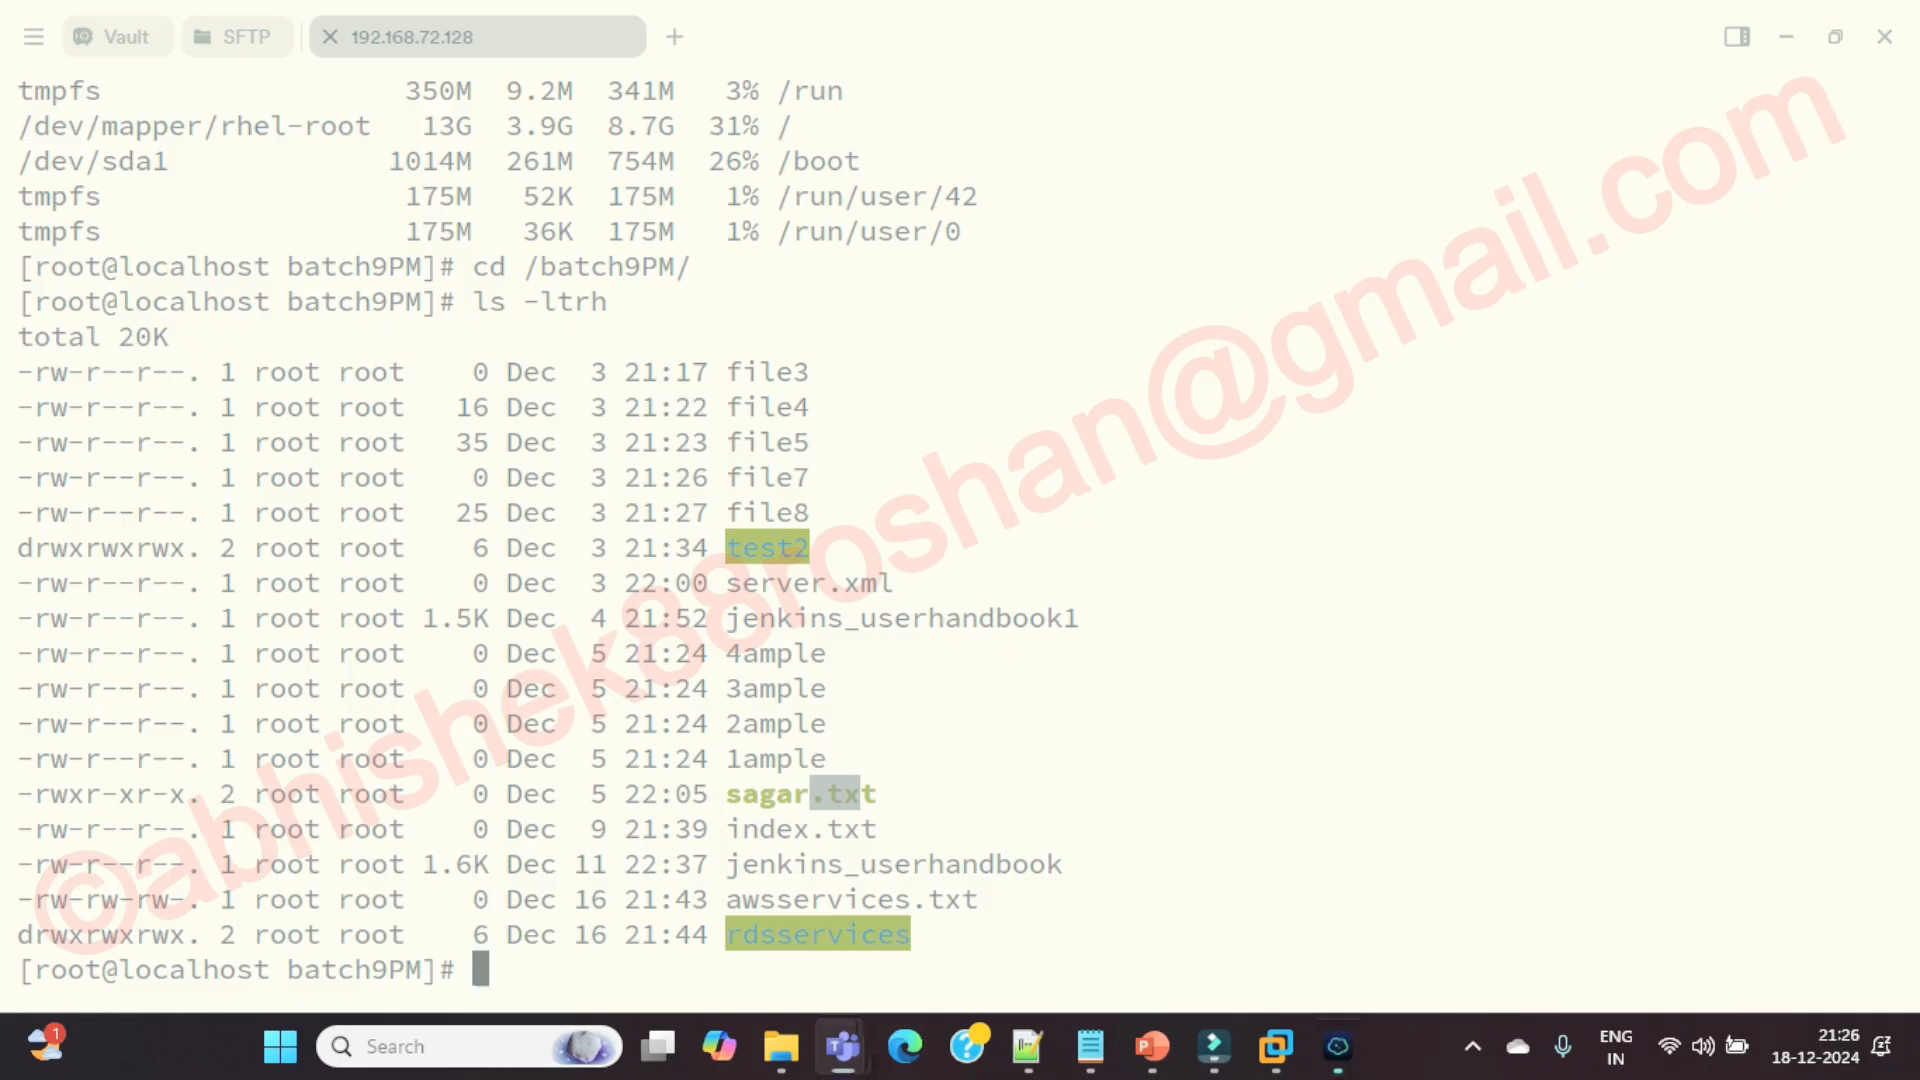 Vault SFTP 192.168.72.128
tmpfs 350M 9.2M 341M 3% /run
/dev/mapper/rhel-root 13G 3.9G 8.7G 31% /
/dev/sda1 1014M 261M 754M 26% /boot
tmpfs 175M 52K 175M 1% /run/user/42
tmpfs 175M 36K 175M 1% /run/user/0
[root@localhost batch9PM]# cd /batch9PM/
[root@localhost batch9PM]# ls -ltrh
total 20K
-rw-r--r--. 1 root root 0 Dec 3 21:17 file3
-rw-r--r--. 1 root root 16 Dec 3 21:22 file4
-rw-r--r--. 1 root root 35 Dec 3 21:23 file5
-rw-r--r--. 1 root root 0 Dec 3 21:26 file7
-rw-r--r--. 1 root root 25 Dec 3 21:27 file8
drwxrwxrwx. 2 root root 6 Dec 3 21:34 test2
-rw-r--r--. 1 root root 0 Dec 3 22:00 server.xml
-rw-r--r--. 1 root root 1.5K Dec 4 21:52 jenkins_userhandbook1
-rw-r--r--. 1 root root 0 Dec 5 21:24 4ample
-rw-r--r--. 1 root root 0 Dec 5 21:24 3ample
-rw-r--r--. 1 root root 0 Dec 5 21:24 2ample
-rw-r--r--. 1 root root 0 Dec 5 21:24 1ample
-rwxr-xr-x. 2 root root 0 Dec 5 22:05 sagar.txt
-rw-r--r--. 1 root root 0 Dec 9 21:39 index.txt
-rw-r--r--. 1 root root 1.6K Dec 11 22:37 jenkins_userhandbook
-rw-rw-rw-. 1 root root 0 Dec 16 21:43 awsservices.txt
drwxrwxrwx. 2 root root 6 Dec 16 21:44 rdsservices
[root@localhost batch9PM]#
©abhishek88roshan@gmail.com
1
Search
ENG
IN
21:26
18-12-2024